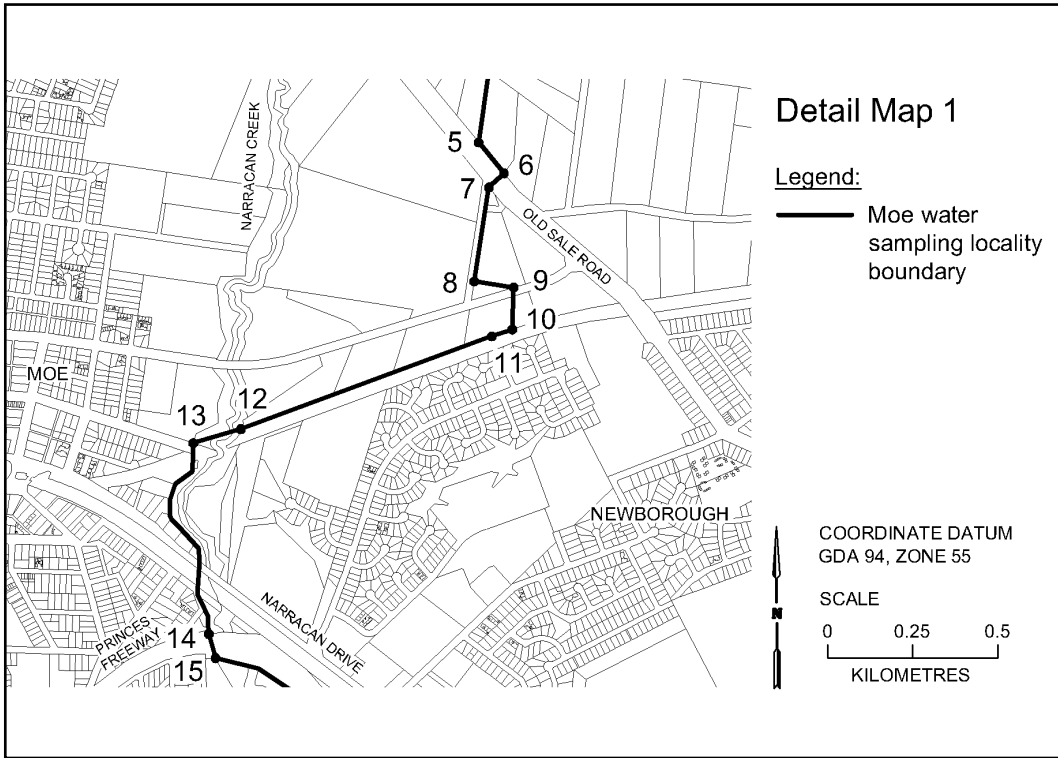 Detail Map 1
Legend:
Moe water
sampling locality
boundary
NARRACAN CREEK
5
6
7
OLD SALE ROAD
8
9
10
11
MOE
12
13
NEWBOROUGH
NARRACAN DRIVE
PRINCES
FREEWAY
14
15
COORDINATE DATUM
GDA 94, ZONE 55
SCALE
N
0 0.25 0.5
KILOMETRES